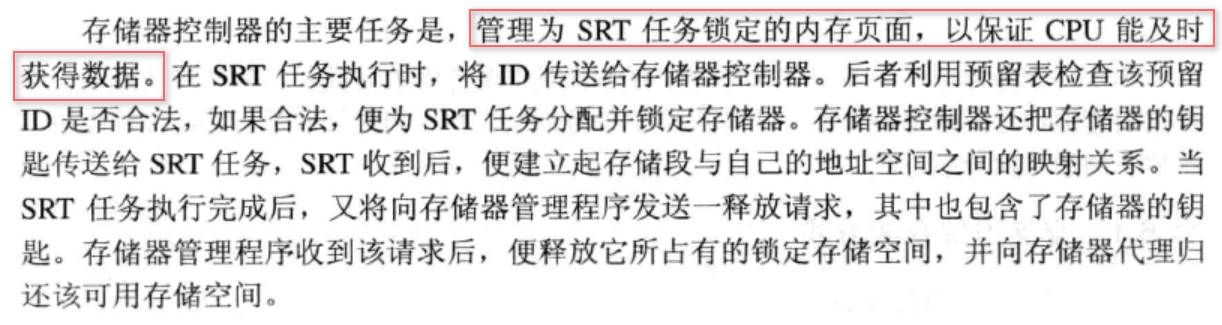 存储器控制器的主要任务是，管理为 SRT 任务锁定的内存页面，以保证 CPU 能及时
获得数据。在 SRT 任务执行时，将 ID 传送给存储器控制器。后者利用预留表检查该预留
ID 是否合法，如果合法，便为 SRT 任务分配并锁定存储器。存储器控制器还把存储器的钥
匙传送给 SRT 任务，SRT 收到后，便建立起存储段与自己的地址空间之间的映射关系。当
SRT 任务执行完成后，又将向存储器管理程序发送一释放请求，其中也包含了存储器的钥
匙。存储器管理程序收到该请求后，便释放它所占有的锁定存储空间，并向存储器代理归
还该可用存储空间。